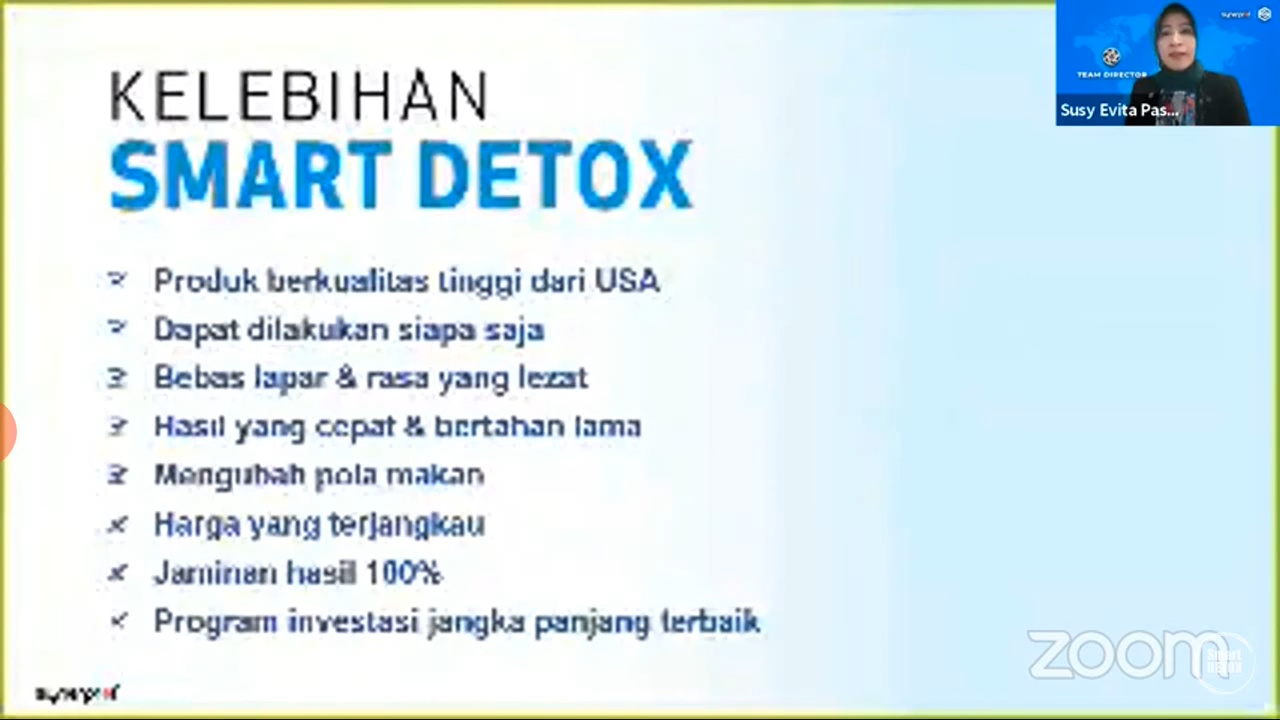 KELEBIHAN
SMART DETOX
Produk berkualitas tinggi dari USA
Dapat dilakukan siapa saja
Bebas lapar & rasa yang lezat
Hasil yang cepat & bertahan lama
Mengubah pola makan
Harga yang terjangkau
Jaminan hasil 100%
Program investasi jangka panjang terbaik
TEAM DIRECTOR
Susy Evita Pas...
zoom
Smart
DETOX